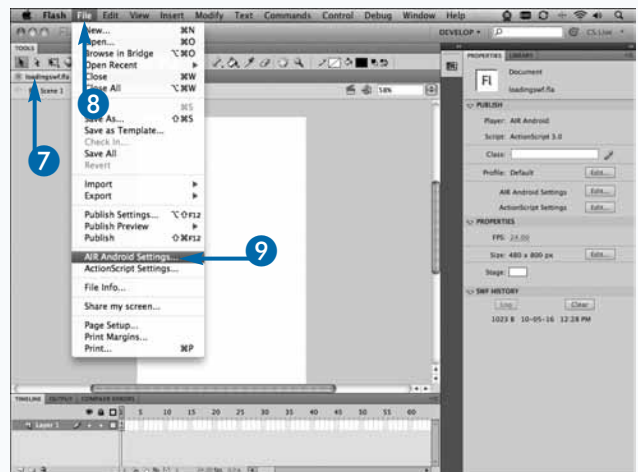 Flash File Edit View Insert Modify Text Commands Control Debug Window Help
DEVELOP CS Live
TOOLS
New... ⌘N
Open... ⌘O
Browse in Bridge ⌥⌘O
Open Recent
Close ⌘W
Close All ⌥⌘W
⌘S
Save As... ⇧⌘S
Save as Template...
Check In...
Save All
Revert
Import
Export
Publish Settings... ⌥⇧F12
Publish Preview
Publish ⇧⌘F12
AIR Android Settings...
ActionScript Settings...
File Info...
Share my screen...
Page Setup...
Print Margins...
Print... ⌘P
loadingswf.fla
Scene 1
58%
7
8
9
PROPERTIES LIBRARY
Fl
Document
loadingswf.fla
PUBLISH
Player: AIR Android
Script: ActionScript 3.0
Class:
Profile: Default Edit...
AIR Android Settings Edit...
ActionScript Settings Edit...
PROPERTIES
FPS: 24.00
Size: 480 x 800 px Edit...
Stage:
SWF HISTORY
Log Clear
1023 B 10-05-16 12:28 PM
TIMELINE OUTPUT COMPILER ERRORS
5 10 15 20 25 30 35 40 45 50 55 60
Layer 1